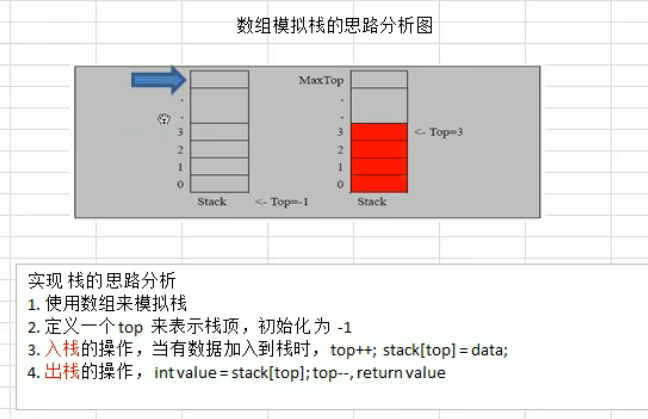 数组模拟栈的思路分析图
MaxTop
.
.
3
2
1
0
Stack
<- Top=-1
.
.
3
2
1
0
<- Top=3
Stack
实现 栈的 思路分析
1. 使用数组来模拟栈
2. 定义一个 top 来表示栈顶，初始化 为 -1
3. 入栈的操作，当有数据加入到栈时， top++; stack[top] = data;
4. 出栈的操作， int value = stack[top]; top--, return value